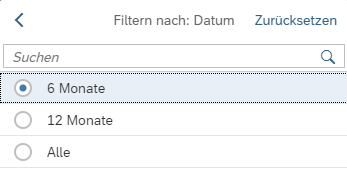 Filtern nach: Datum Zurücksetzen
Suchen
6 Monate
12 Monate
Alle